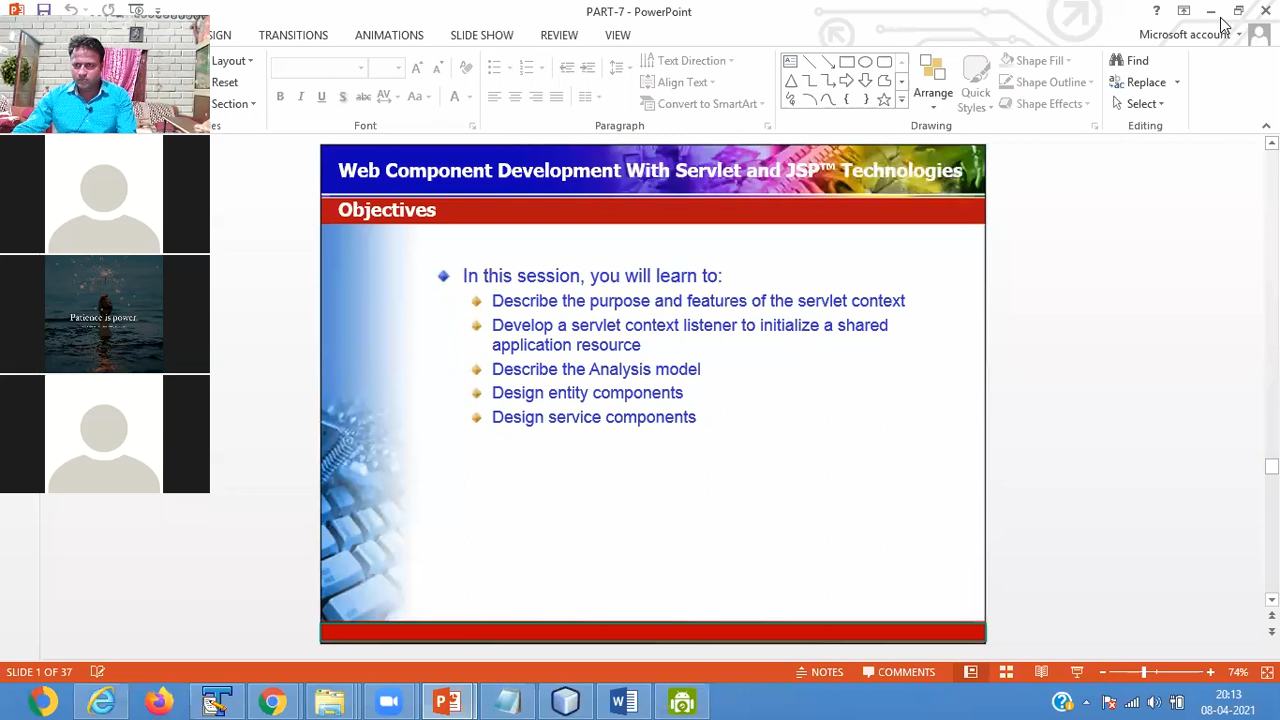 PART-7 - PowerPoint
?
SIGN TRANSITIONS ANIMATIONS SLIDE SHOW REVIEW VIEW
Microsoft account
Layout
Reset
Section
es
B I U S abc AV Aa A
Font
Text Direction
Align Text
Convert to SmartArt
Paragraph
Arrange
Quick
Styles
Shape Fill
Shape Outline
Shape Effects
Drawing
Find
Replace
Select
Editing
Patience is power.
Web Component Development With Servlet and JSP™ Technologies
Objectives
In this session, you will learn to:
Describe the purpose and features of the servlet context
Develop a servlet context listener to initialize a shared
application resource
Describe the Analysis model
Design entity components
Design service components
SLIDE 1 OF 37
NOTES
COMMENTS
74%
20:13
08-04-2021